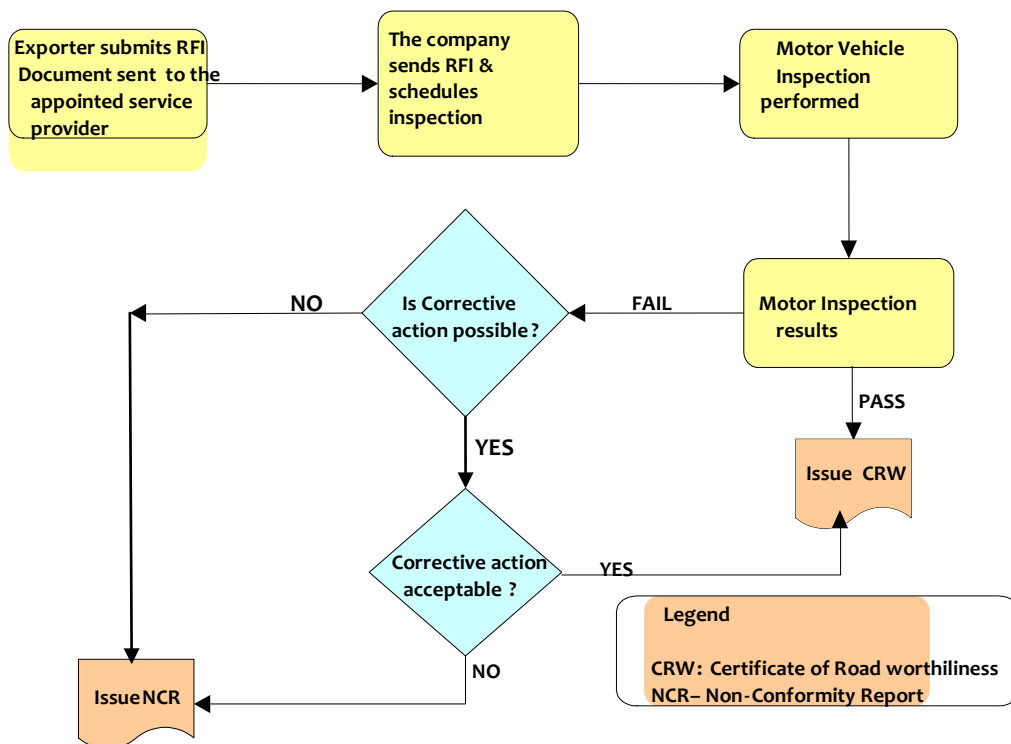 Exporter submits RFI
Document sent to the
appointed service
provider
The company
sends RFI &
schedules
inspection
Motor Vehicle
Inspection
performed
NO
Is Corrective
action possible?
FAIL
Motor Inspection
results
PASS
YES
Issue CRW
Corrective action
acceptable ?
YES
NO
Issue NCR
Legend
CRW: Certificate of Road worthiliness
NCR– Non-Conformity Report